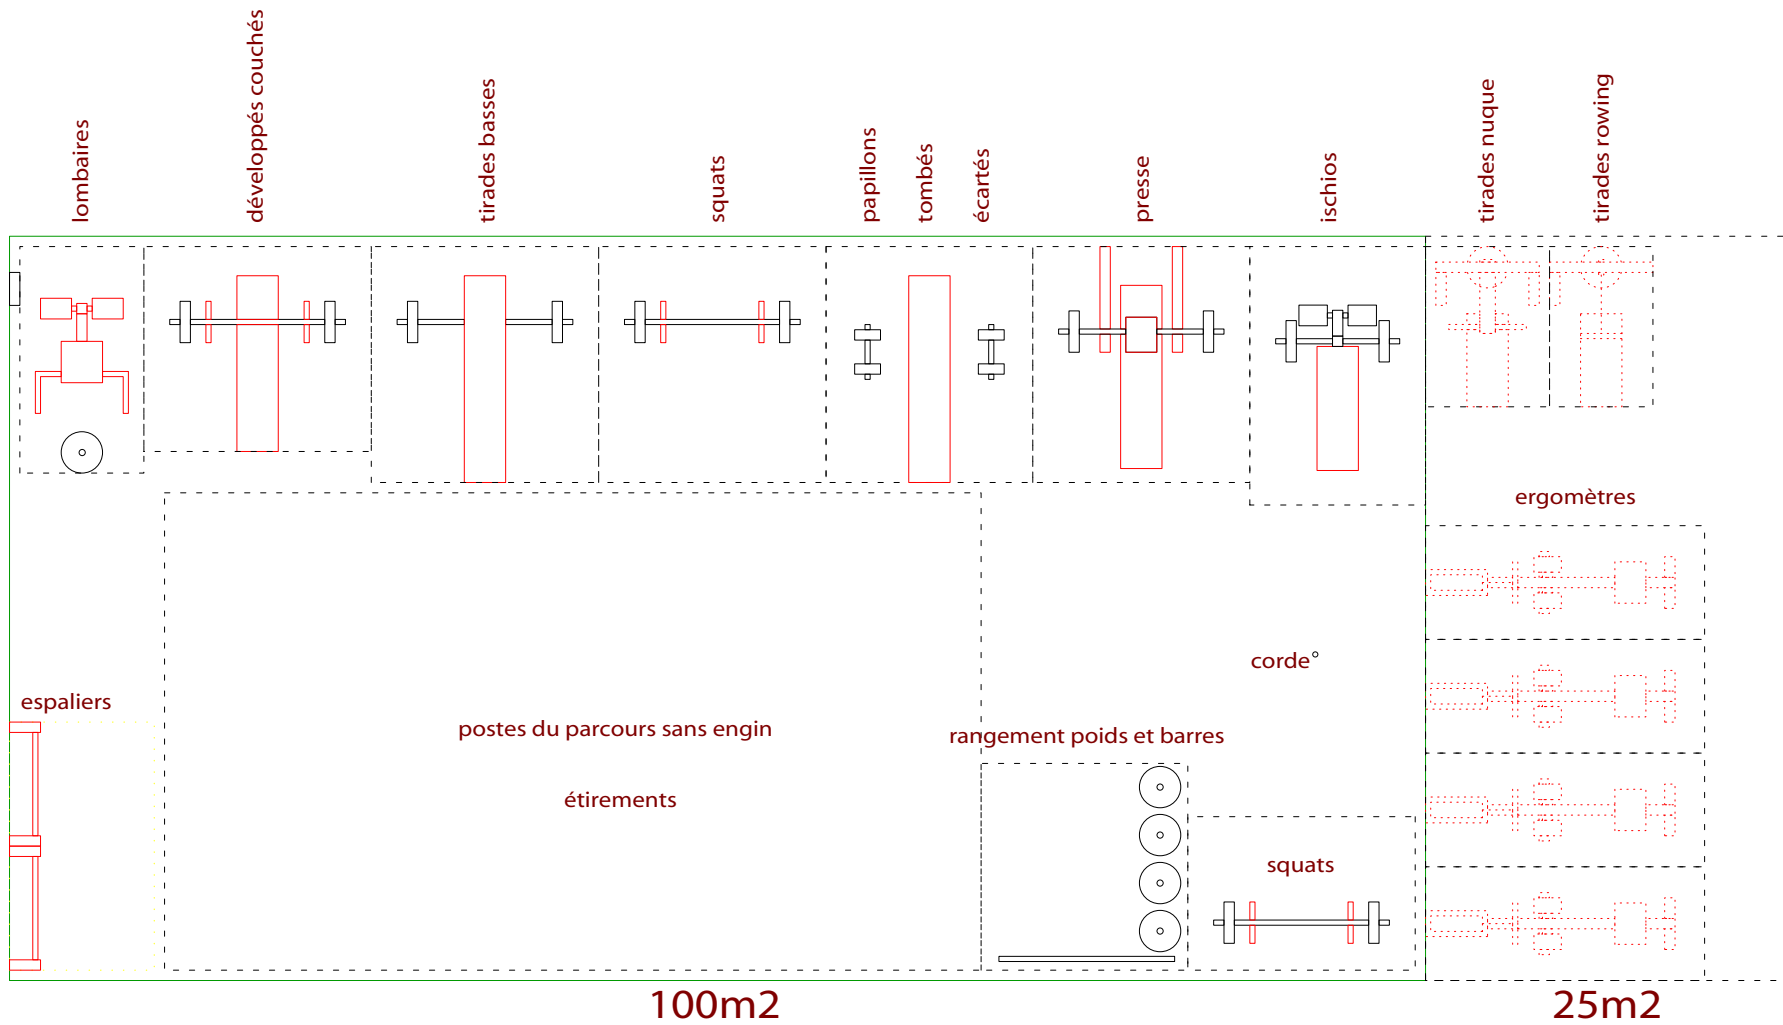 lombaires
développés couchés
tirades basses
squats
papillons
tombés
écartés
presse
ischios
tirades nuque
tirades rowing
ergomètres
corde°
espaliers
postes du parcours sans engin
rangement poids et barres
étirements
squats
100m2
25m2